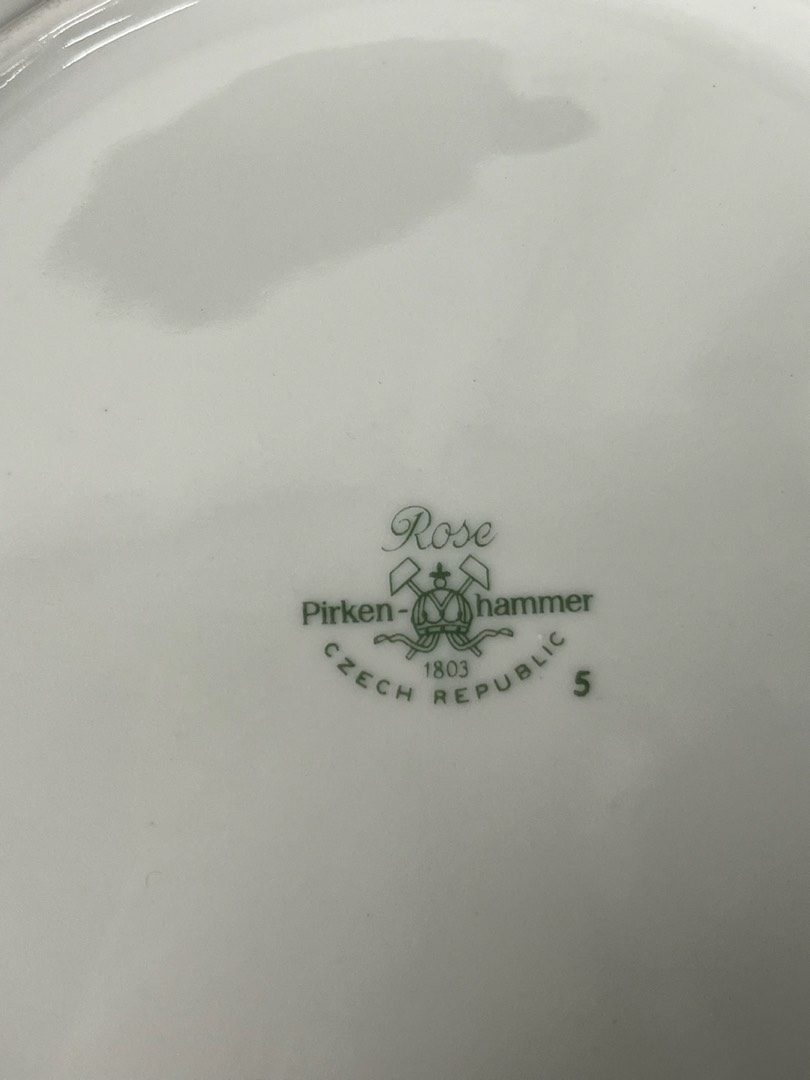 Rose
Pirken-hammer
1803
CZECH REPUBLIC
5